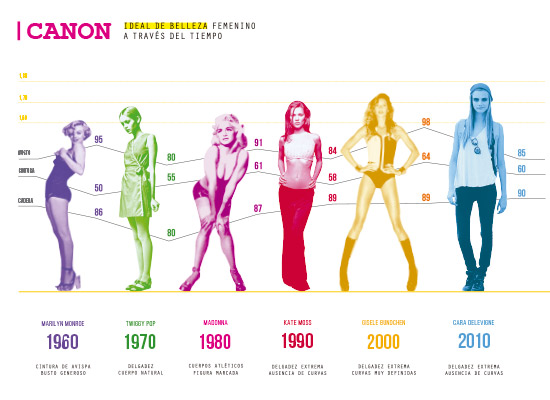 CANON
IDEAL DE BELLEZA FEMENINO
A TRAVÉS DEL TIEMPO
1,80
1,70
1,60
BUSTO
CINTURA
CADERA
95
50
86
80
55
80
91
61
87
84
58
89
98
64
89
85
60
90
MARILYN MONROE
1960
CINTURA DE AVISPA
BUSTO GENEROSO
TWIGGY POP
1970
DELGADEZ
CUERPO NATURAL
MADONNA
1980
CUERPOS ATLÉTICOS
FIGURA MARCADA
KATE MOSS
1990
DELGADEZ EXTREMA
AUSENCIA DE CURVAS
GISELE BUNDCHEN
2000
DELGADEZ EXTREMA
CURVAS MUY DEFINIDAS
CARA DELEVIGNE
2010
DELGADEZ EXTREMA
AUSENCIA DE CURVAS